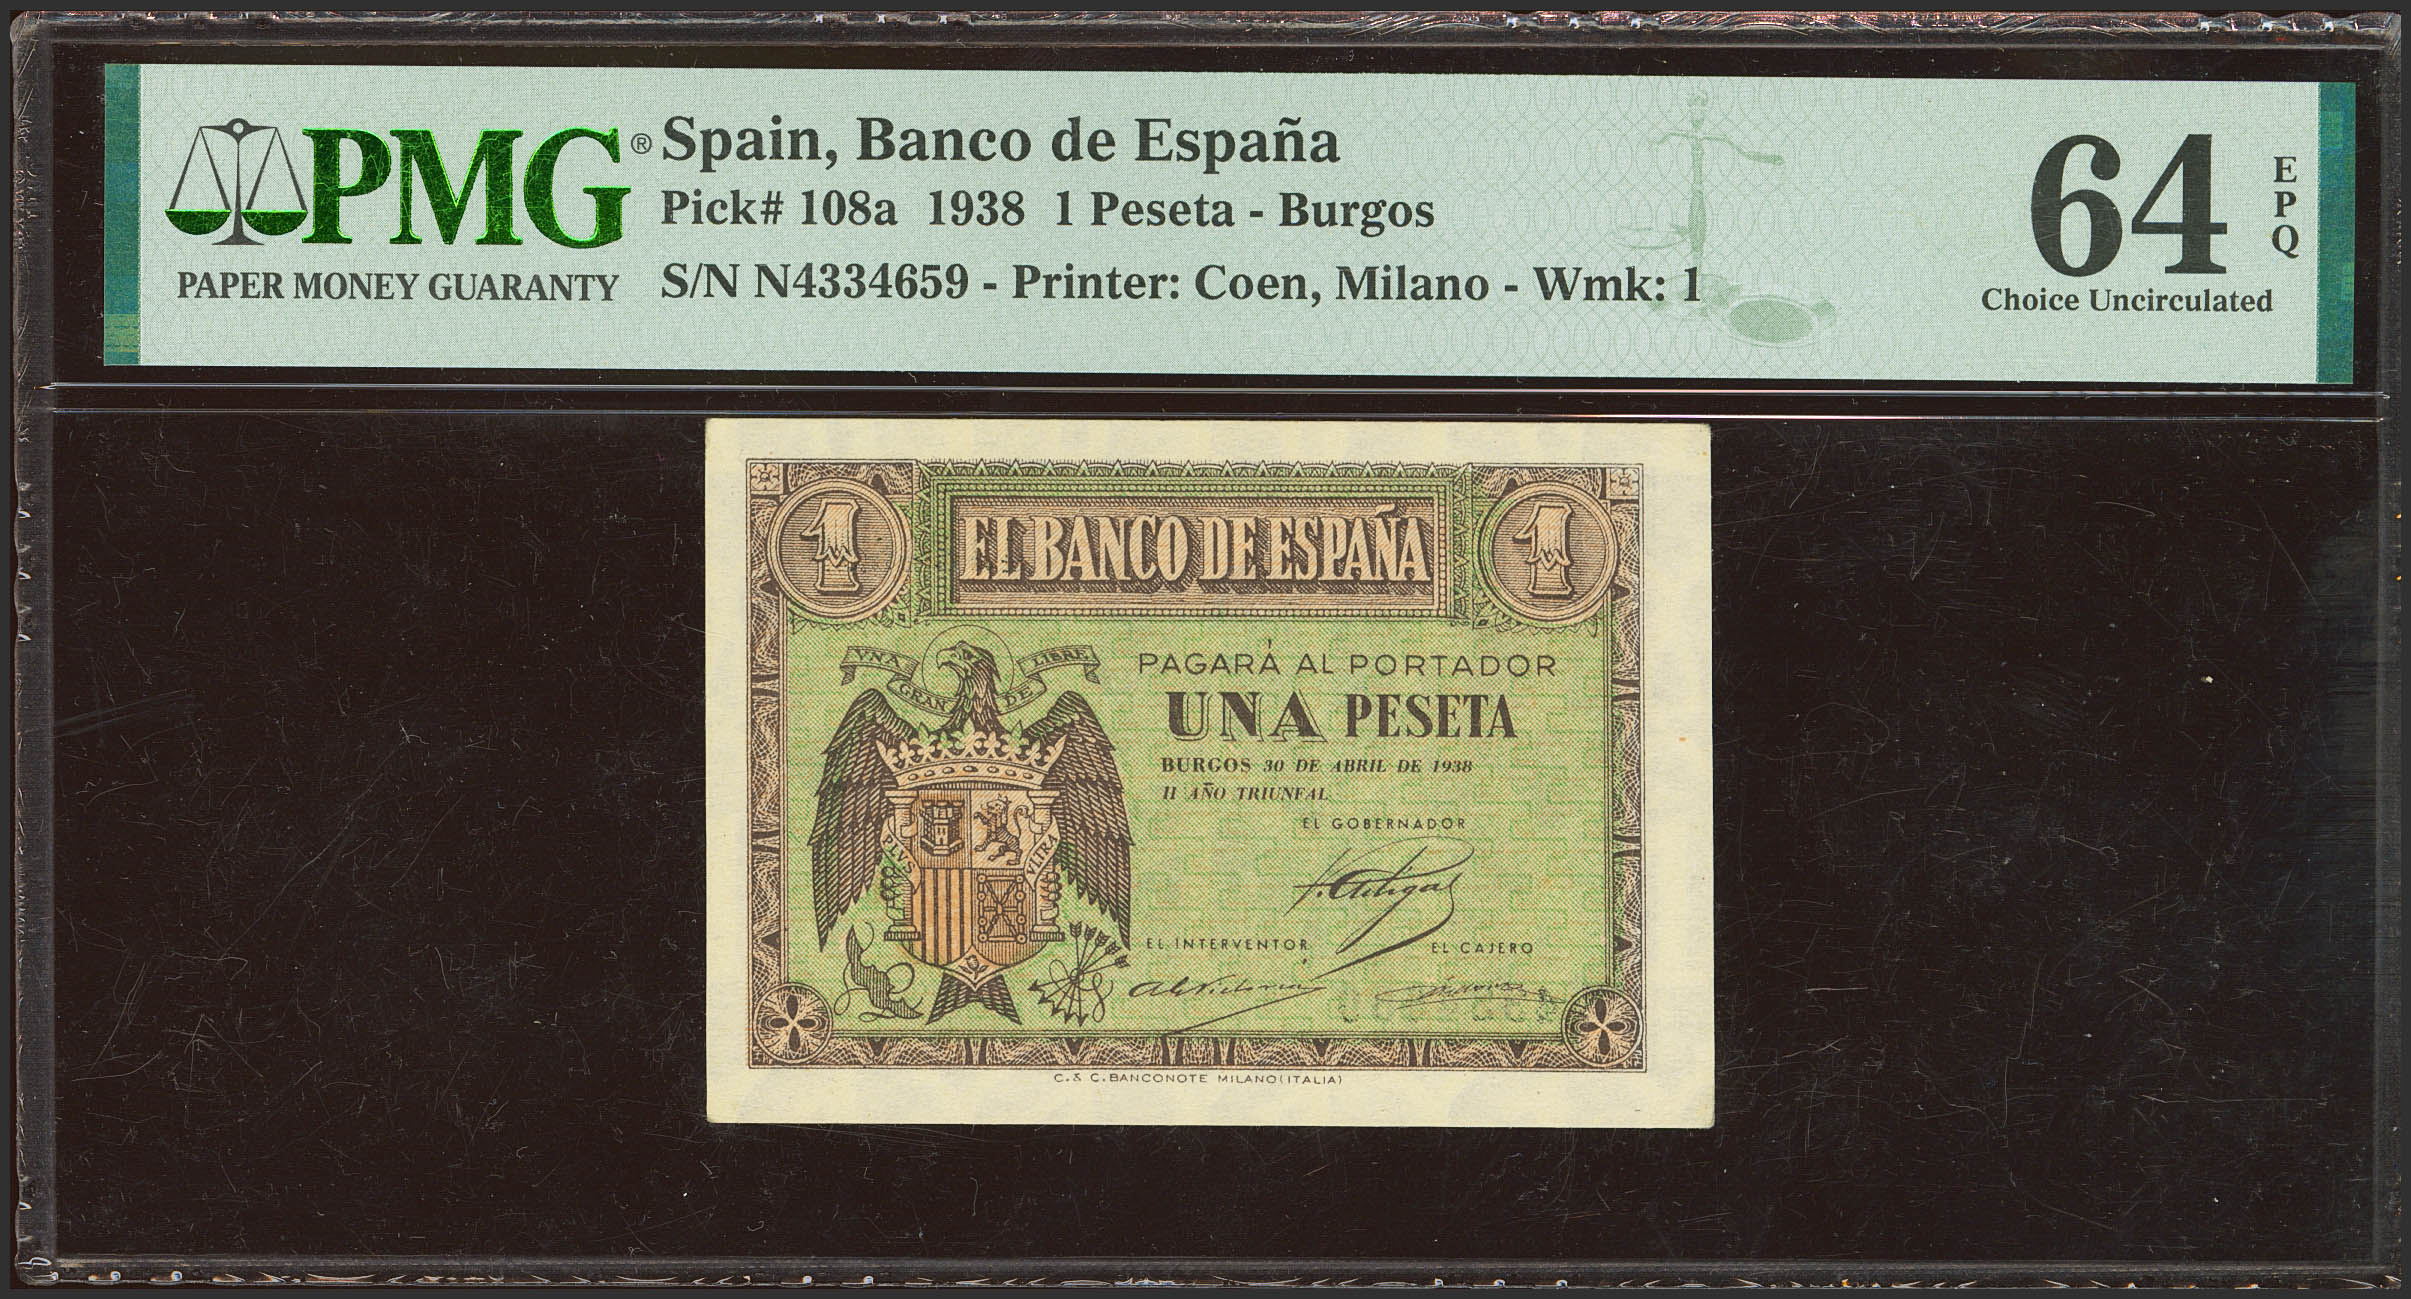 PMG®
PAPER MONEY GUARANTY
Spain, Banco de España
Pick# 108a 1938 1 Peseta - Burgos
S/N N4334659 - Printer: Coen, Milano - Wmk: 1
64
EPQ
Choice Uncirculated
1
EL BANCO DE ESPAÑA
1
VNA GRANDE LIBRE
PAGARÁ AL PORTADOR
UNA PESETA
BURGOS 30 DE ABRIL DE 1938
II AÑO TRIUNFAL
EL GOBERNADOR
PLVS VLTRA
EL INTERVENTOR
EL CAJERO
C. & C. BANCONOTE MILANO (ITALIA)